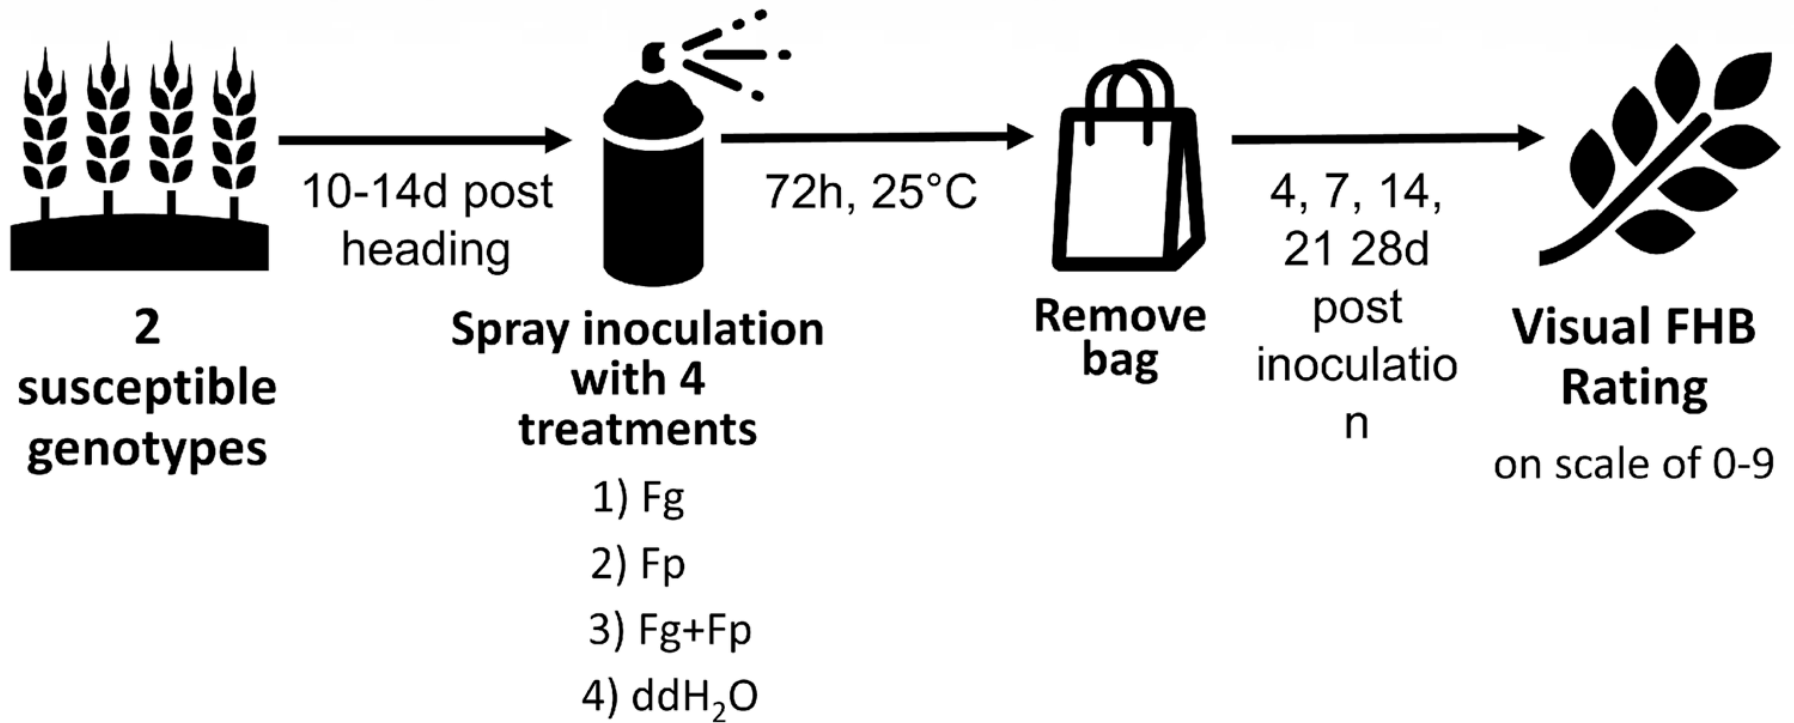 2
susceptible
genotypes
10-14d post
heading
Spray inoculation
with 4
treatments
1) Fg
2) Fp
3) Fg+Fp
4) ddH₂O
72h, 25°C
Remove
bag
4, 7, 14,
21 28d
post
inoculatio
n
Visual FHB
Rating
on scale of 0-9